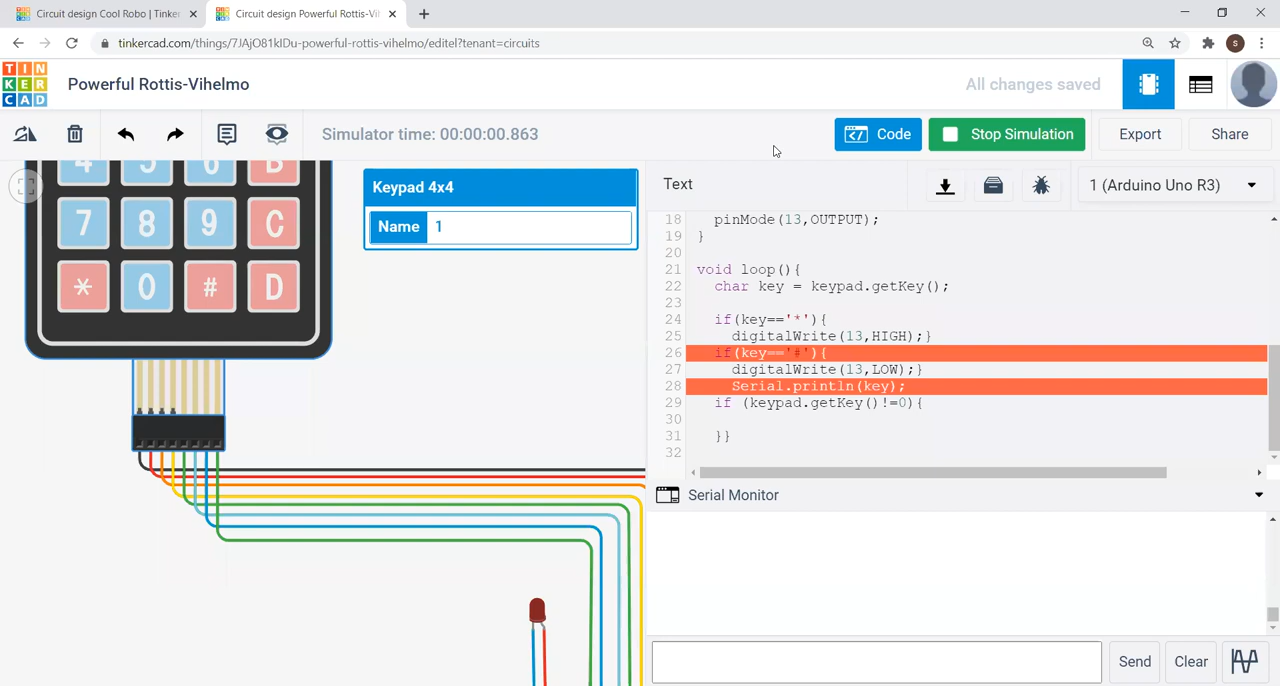 Circuit design Cool Robo | Tinker
Circuit design Powerful Rottis-Vi
tinkercad.com/things/7JAjO81kIDu-powerful-rottis-vihelmo/editel?tenant=circuits
S
TIN
KER
CAD
Powerful Rottis-Vihelmo
All changes saved
Simulator time: 00:00:00.863
Code
Stop Simulation
Export
Share
4 5 6 B
7 8 9 C
* 0 # D
Keypad 4x4
Name 1
Text
1 (Arduino Uno R3)
18 pinMode(13,OUTPUT);
19 }
20
21 void loop(){
22 char key = keypad.getKey();
23
24 if(key=='*'){
25 digitalWrite(13,HIGH);}
26 if(key=='#'){
27 digitalWrite(13,LOW);}
28 Serial.println(key);
29 if (keypad.getKey()!=0){
30
31 }}
32
Serial Monitor
Send
Clear